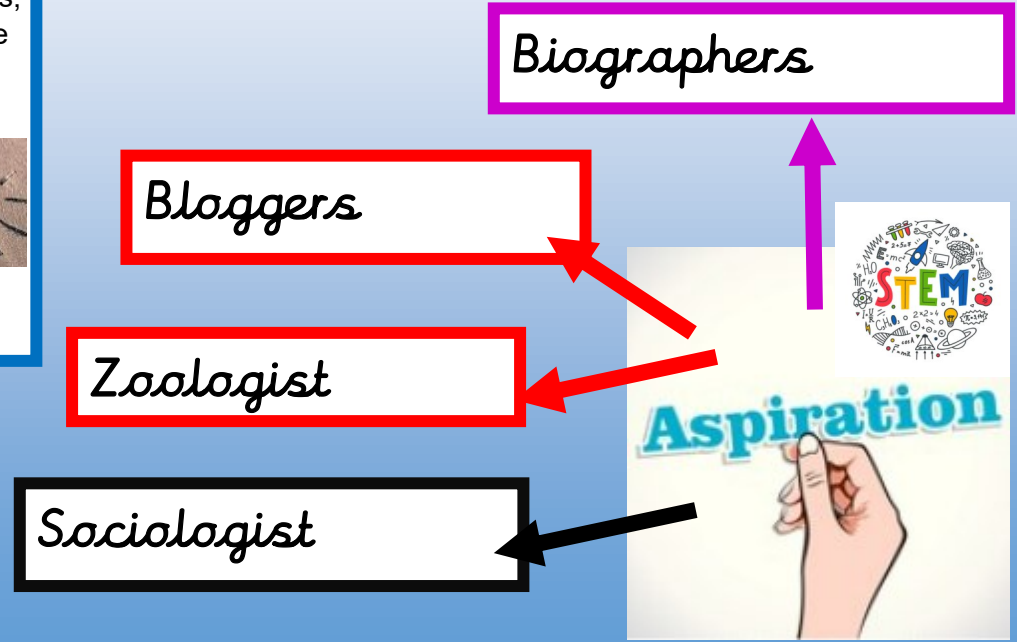 s,
e
Biographers
Bloggers
Zoologist
Sociologist
STEM
Aspiration